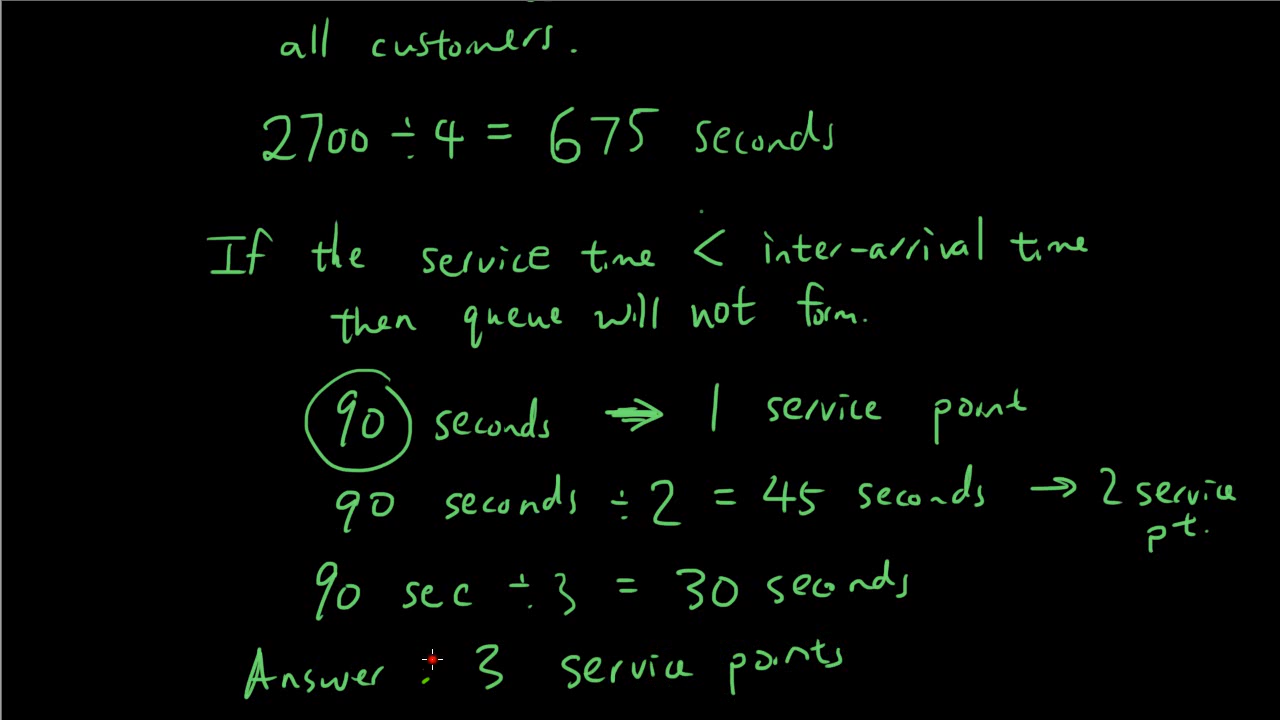 all customers.
2700 ÷ 4 = 675 seconds
If the service time < inter-arrival time
then queue will not form.
90 seconds → 1 service point
90 seconds ÷ 2 = 45 seconds → 2 service
pt.
90 sec ÷ 3 = 30 seconds
Answer : 3 service points